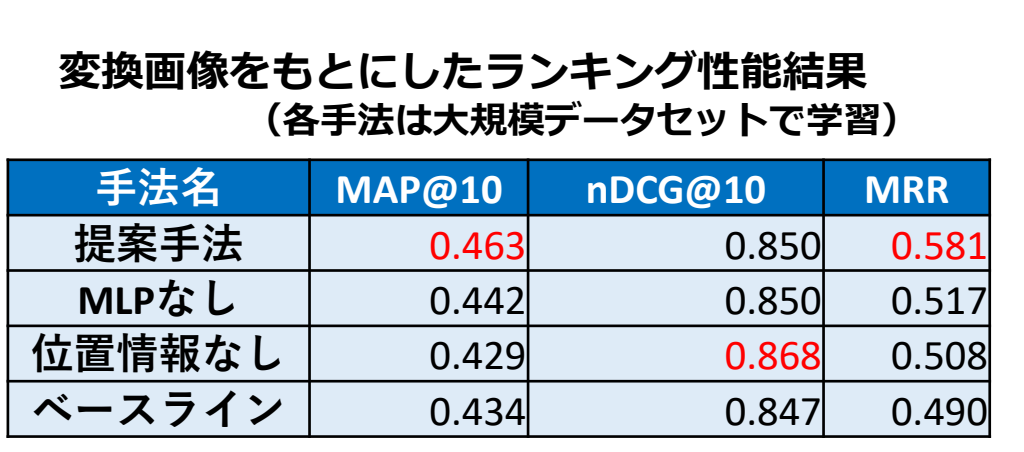 変換画像をもとにしたランキング性能結果
（各手法は大規模データセットで学習）
手法名 MAP@10 nDCG@10 MRR
提案手法 0.463 0.850 0.581
MLPなし 0.442 0.850 0.517
位置情報なし 0.429 0.868 0.508
ベースライン 0.434 0.847 0.490